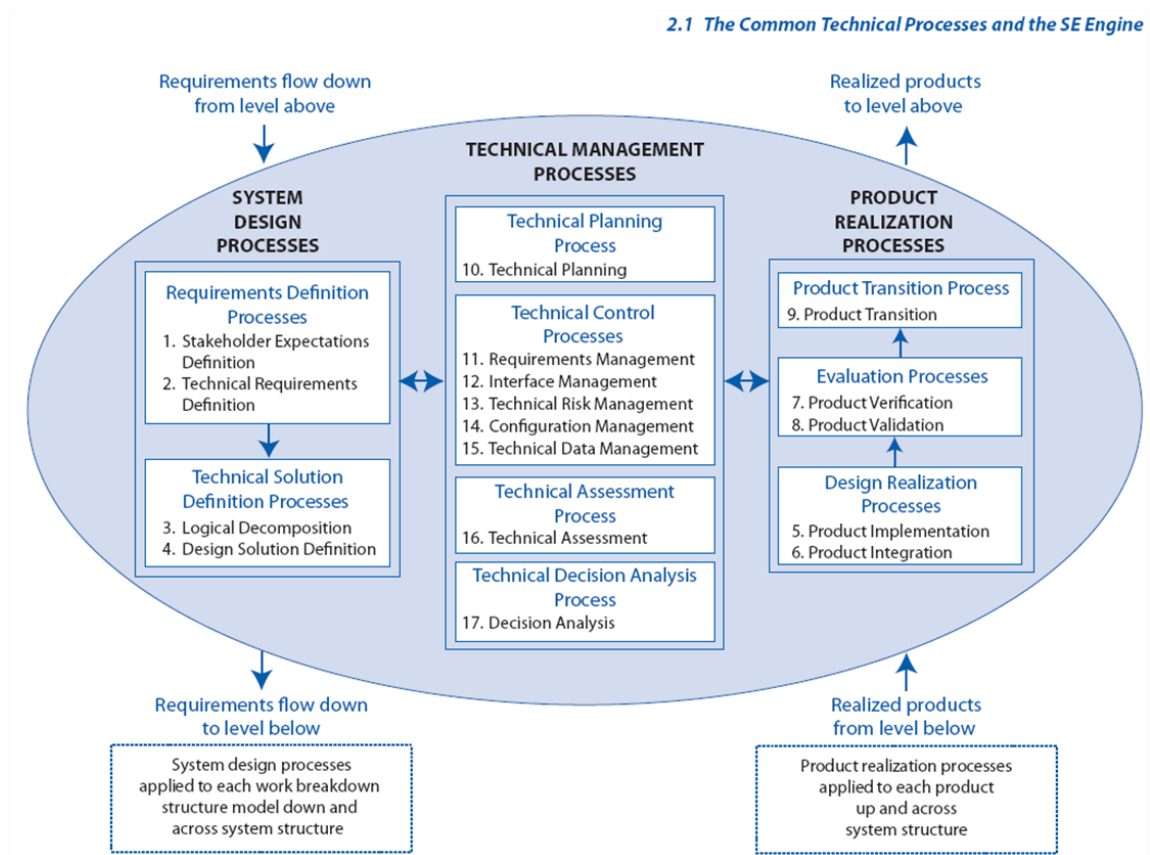 2.1 The Common Technical Processes and the SE Engine
Requirements flow down
from level above
Realized products
to level above
TECHNICAL MANAGEMENT
PROCESSES
SYSTEM
DESIGN
PROCESSES
Requirements Definition
Processes
1. Stakeholder Expectations
Definition
2. Technical Requirements
Definition
Technical Solution
Definition Processes
3. Logical Decomposition
4. Design Solution Definition
Technical Planning
Process
10. Technical Planning
Technical Control
Processes
11. Requirements Management
12. Interface Management
13. Technical Risk Management
14. Configuration Management
15. Technical Data Management
Technical Assessment
Process
16. Technical Assessment
Technical Decision Analysis
Process
17. Decision Analysis
PRODUCT
REALIZATION
PROCESSES
Product Transition Process
9. Product Transition
Evaluation Processes
7. Product Verification
8. Product Validation
Design Realization
Processes
5. Product Implementation
6. Product Integration
Requirements flow down
to level below
Realized products
from level below
System design processes
applied to each work breakdown
structure model down and
across system structure
Product realization processes
applied to each product
up and across
system structure